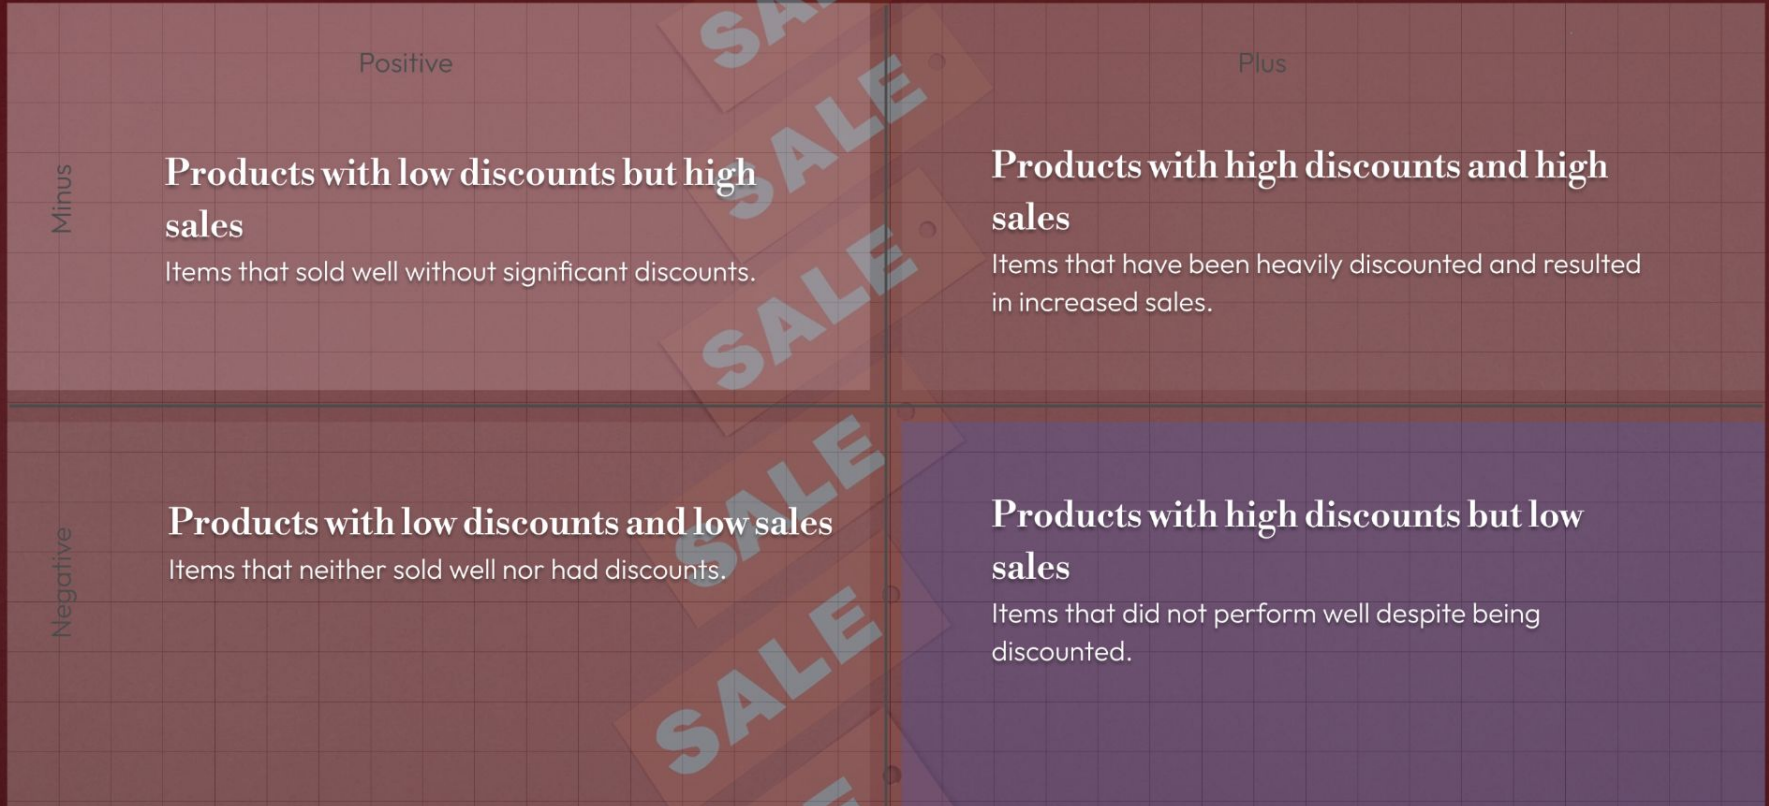 SALE
Positive
Plus
SALE
Minus
Products with low discounts but high
sales
Items that sold well without significant discounts.
Products with high discounts and high
sales
Items that have been heavily discounted and resulted
in increased sales.
SALE
SALE
Negative
Products with low discounts and low sales
Items that neither sold well nor had discounts.
Products with high discounts but low
sales
Items that did not perform well despite being
discounted.
SALE
SALE